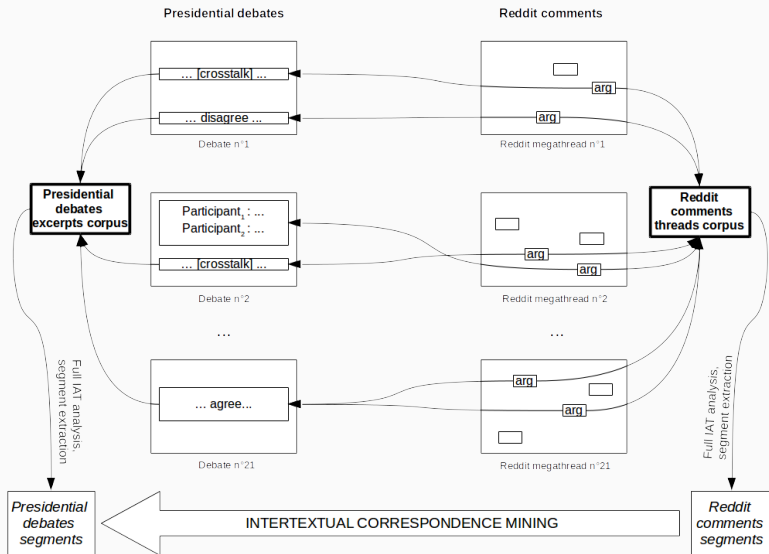 Presidential debates
Reddit comments
... [crosstalk] ...
arg
... disagree ...
arg
Debate n°1
Reddit megathread n°1
Presidential
debates
excerpts corpus
Reddit
comments
threads corpus
Participant1 : ...
Participant2 : ...
arg
... [crosstalk] ...
arg
Debate n°2
Reddit megathread n°2
...
...
Full IAT analysis,
segment extraction
... agree...
arg
arg
Full IAT analysis,
segment extraction
Debate n°21
Reddit megathread n°21
Presidential
debates
segments
INTERTEXTUAL CORRESPONDENCE MINING
Reddit
comments
segments